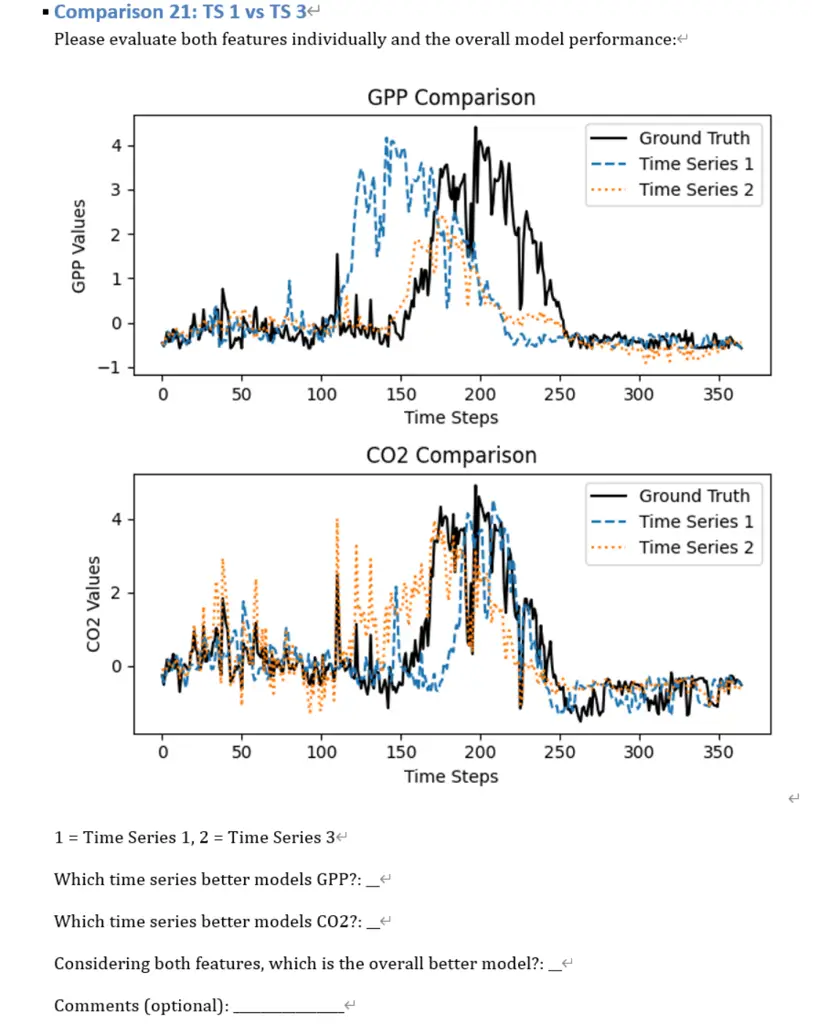 ▪ Comparison 21: TS 1 vs TS 3↵
Please evaluate both features individually and the overall model performance:↵
GPP Comparison
Ground Truth
Time Series 1
Time Series 2
GPP Values
4
3
2
1
0
−1
0 50 100 150 200 250 300 350
Time Steps
CO2 Comparison
Ground Truth
Time Series 1
Time Series 2
CO2 Values
4
2
0
0 50 100 150 200 250 300 350
Time Steps
↵
1 = Time Series 1, 2 = Time Series 3↵
Which time series better models GPP?: __↵
Which time series better models CO2?: __↵
Considering both features, which is the overall better model?: __↵
Comments (optional): ______________↵